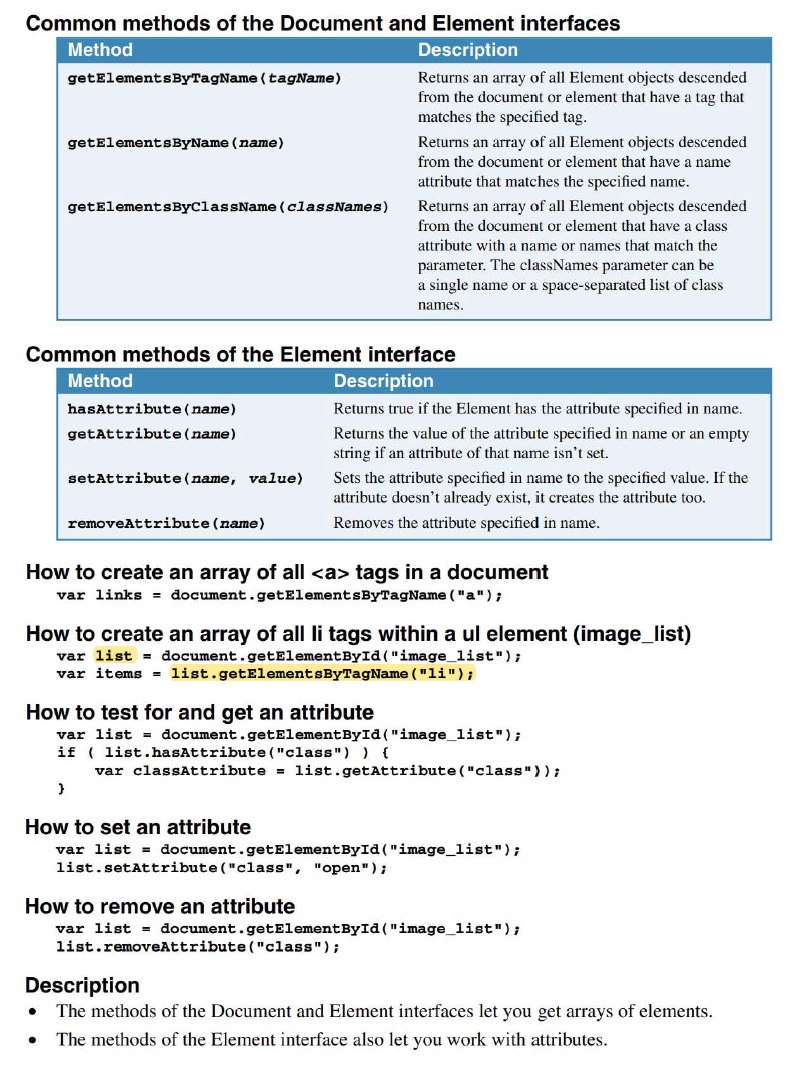 Common methods of the Document and Element interfaces
Method Description
getElementsByTagName(tagName) Returns an array of all Element objects descended
from the document or element that have a tag that
matches the specified tag.
getElementsByName(name) Returns an array of all Element objects descended
from the document or element that have a name
attribute that matches the specified name.
getElementsByClassName(classNames) Returns an array of all Element objects descended
from the document or element that have a class
attribute with a name or names that match the
parameter. The classNames parameter can be
a single name or a space-separated list of class
names.
Common methods of the Element interface
Method Description
hasAttribute(name) Returns true if the Element has the attribute specified in name.
getAttribute(name) Returns the value of the attribute specified in name or an empty
string if an attribute of that name isn't set.
setAttribute(name, value) Sets the attribute specified in name to the specified value. If the
attribute doesn't already exist, it creates the attribute too.
removeAttribute(name) Removes the attribute specified in name.
How to create an array of all <a> tags in a document
var links = document.getElementsByTagName("a");
How to create an array of all li tags within a ul element (image_list)
var list = document.getElementById("image_list");
var items = list.getElementsByTagName("li");
How to test for and get an attribute
var list = document.getElementById("image_list");
if ( list.hasAttribute("class") ) {
var classAttribute = list.getAttribute("class"));
}
How to set an attribute
var list = document.getElementById("image_list");
list.setAttribute("class", "open");
How to remove an attribute
var list = document.getElementById("image_list");
list.removeAttribute("class");
Description
• The methods of the Document and Element interfaces let you get arrays of elements.
• The methods of the Element interface also let you work with attributes.